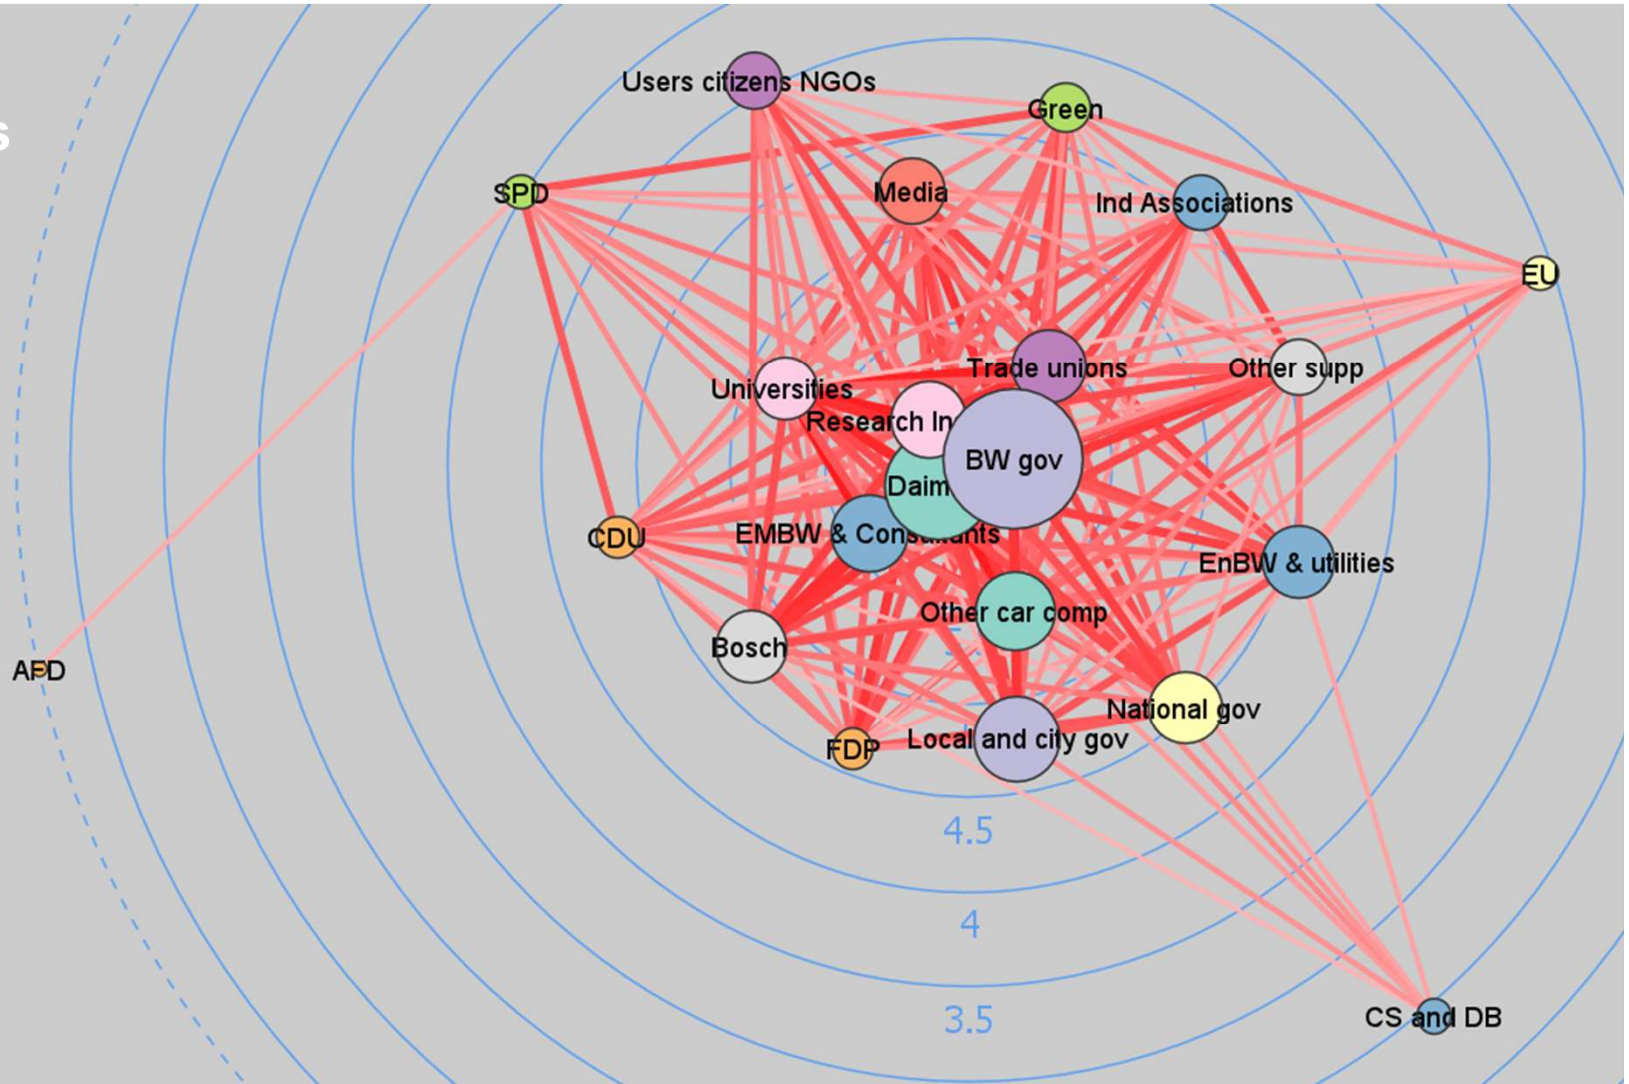 Users citizens NGOs
Green
s
SPD
Media
Ind Associations
EU
Trade unions
Other supp
Universities
Research In
BW gov
Daim
EMBW & Consultants
CDU
EnBW & utilities
Other car comp
Bosch
AFD
National gov
FDP
Local and city gov
4.5
4
3.5
CS and DB